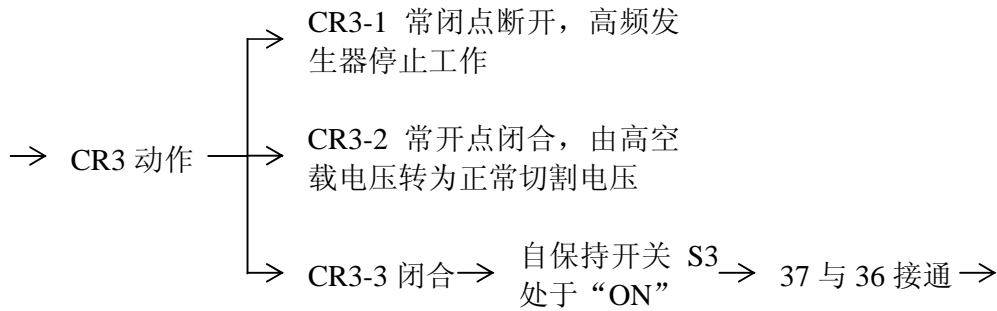 CR3-1 常闭点断开，高频发
生器停止工作
CR3 动作
CR3-2 常开点闭合，由高空
载电压转为正常切割电压
CR3-3 闭合
自保持开关 S3
处于“ON”
37 与 36 接通